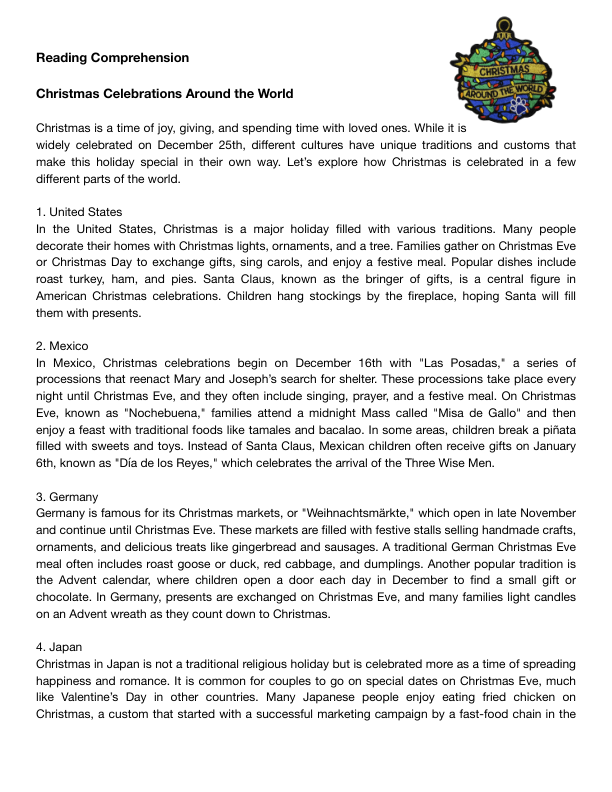 Reading Comprehension
CHRISTMAS
AROUND THE WORLD
Christmas Celebrations Around the World
Christmas is a time of joy, giving, and spending time with loved ones. While it is
widely celebrated on December 25th, different cultures have unique traditions and customs that
make this holiday special in their own way. Let’s explore how Christmas is celebrated in a few
different parts of the world.
1. United States
In the United States, Christmas is a major holiday filled with various traditions. Many people
decorate their homes with Christmas lights, ornaments, and a tree. Families gather on Christmas Eve
or Christmas Day to exchange gifts, sing carols, and enjoy a festive meal. Popular dishes include
roast turkey, ham, and pies. Santa Claus, known as the bringer of gifts, is a central figure in
American Christmas celebrations. Children hang stockings by the fireplace, hoping Santa will fill
them with presents.
2. Mexico
In Mexico, Christmas celebrations begin on December 16th with "Las Posadas," a series of
processions that reenact Mary and Joseph’s search for shelter. These processions take place every
night until Christmas Eve, and they often include singing, prayer, and a festive meal. On Christmas
Eve, known as "Nochebuena," families attend a midnight Mass called "Misa de Gallo" and then
enjoy a feast with traditional foods like tamales and bacalao. In some areas, children break a piñata
filled with sweets and toys. Instead of Santa Claus, Mexican children often receive gifts on January
6th, known as "Día de los Reyes," which celebrates the arrival of the Three Wise Men.
3. Germany
Germany is famous for its Christmas markets, or "Weihnachtsmärkte," which open in late November
and continue until Christmas Eve. These markets are filled with festive stalls selling handmade crafts,
ornaments, and delicious treats like gingerbread and sausages. A traditional German Christmas Eve
meal often includes roast goose or duck, red cabbage, and dumplings. Another popular tradition is
the Advent calendar, where children open a door each day in December to find a small gift or
chocolate. In Germany, presents are exchanged on Christmas Eve, and many families light candles
on an Advent wreath as they count down to Christmas.
4. Japan
Christmas in Japan is not a traditional religious holiday but is celebrated more as a time of spreading
happiness and romance. It is common for couples to go on special dates on Christmas Eve, much
like Valentine’s Day in other countries. Many Japanese people enjoy eating fried chicken on
Christmas, a custom that started with a successful marketing campaign by a fast-food chain in the